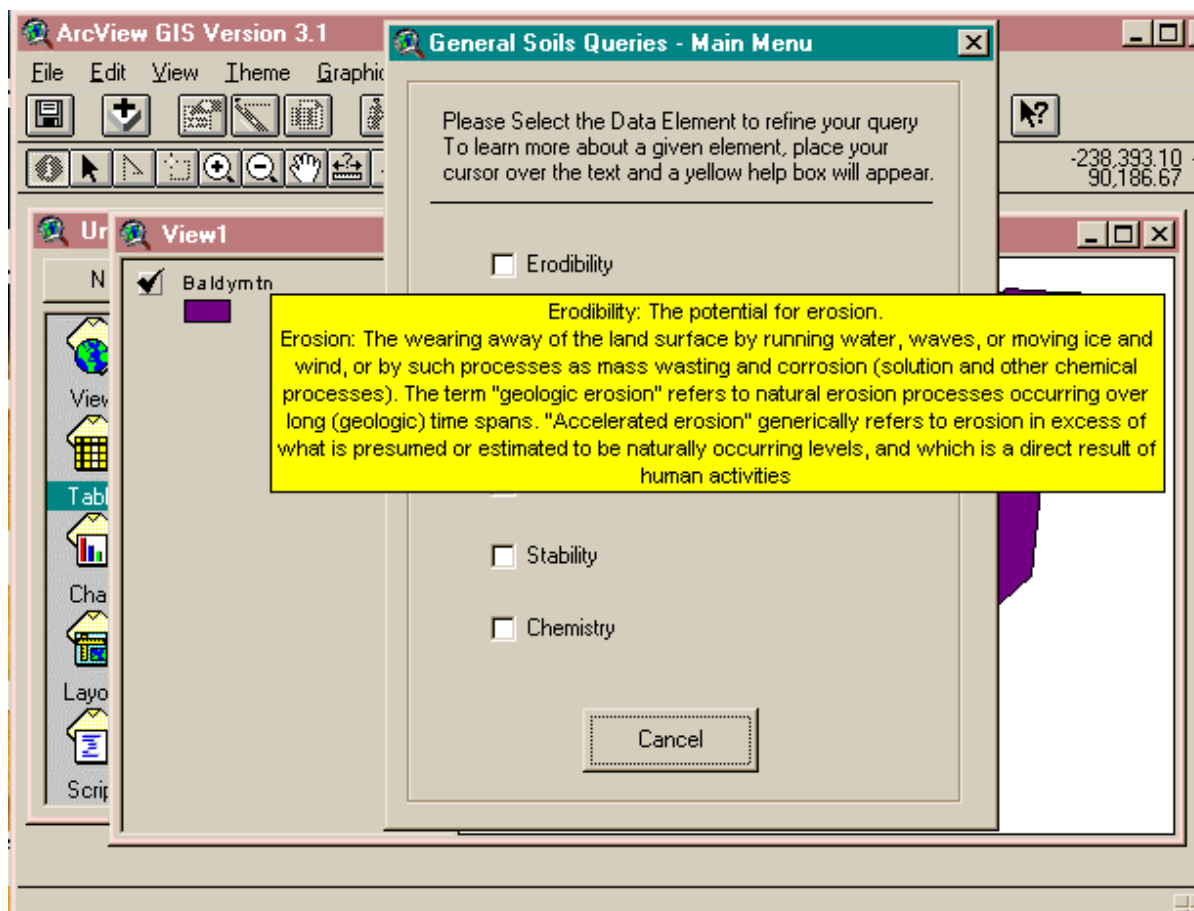 ArcView GIS Version 3.1
File Edit View Theme Graphic
-238,393.10
90,186.67
Un
N
View
Tabl
Cha
Layo
Scrip
View1
Baldymtn
General Soils Queries - Main Menu
Please Select the Data Element to refine your query
To learn more about a given element, place your
cursor over the text and a yellow help box will appear.
Erodibility
Erodibility: The potential for erosion.
Erosion: The wearing away of the land surface by running water, waves, or moving ice and
wind, or by such processes as mass wasting and corrosion (solution and other chemical
processes). The term "geologic erosion" refers to natural erosion processes occurring over
long (geologic) time spans. "Accelerated erosion" generically refers to erosion in excess of
what is presumed or estimated to be naturally occurring levels, and which is a direct result of
human activities
Stability
Chemistry
Cancel